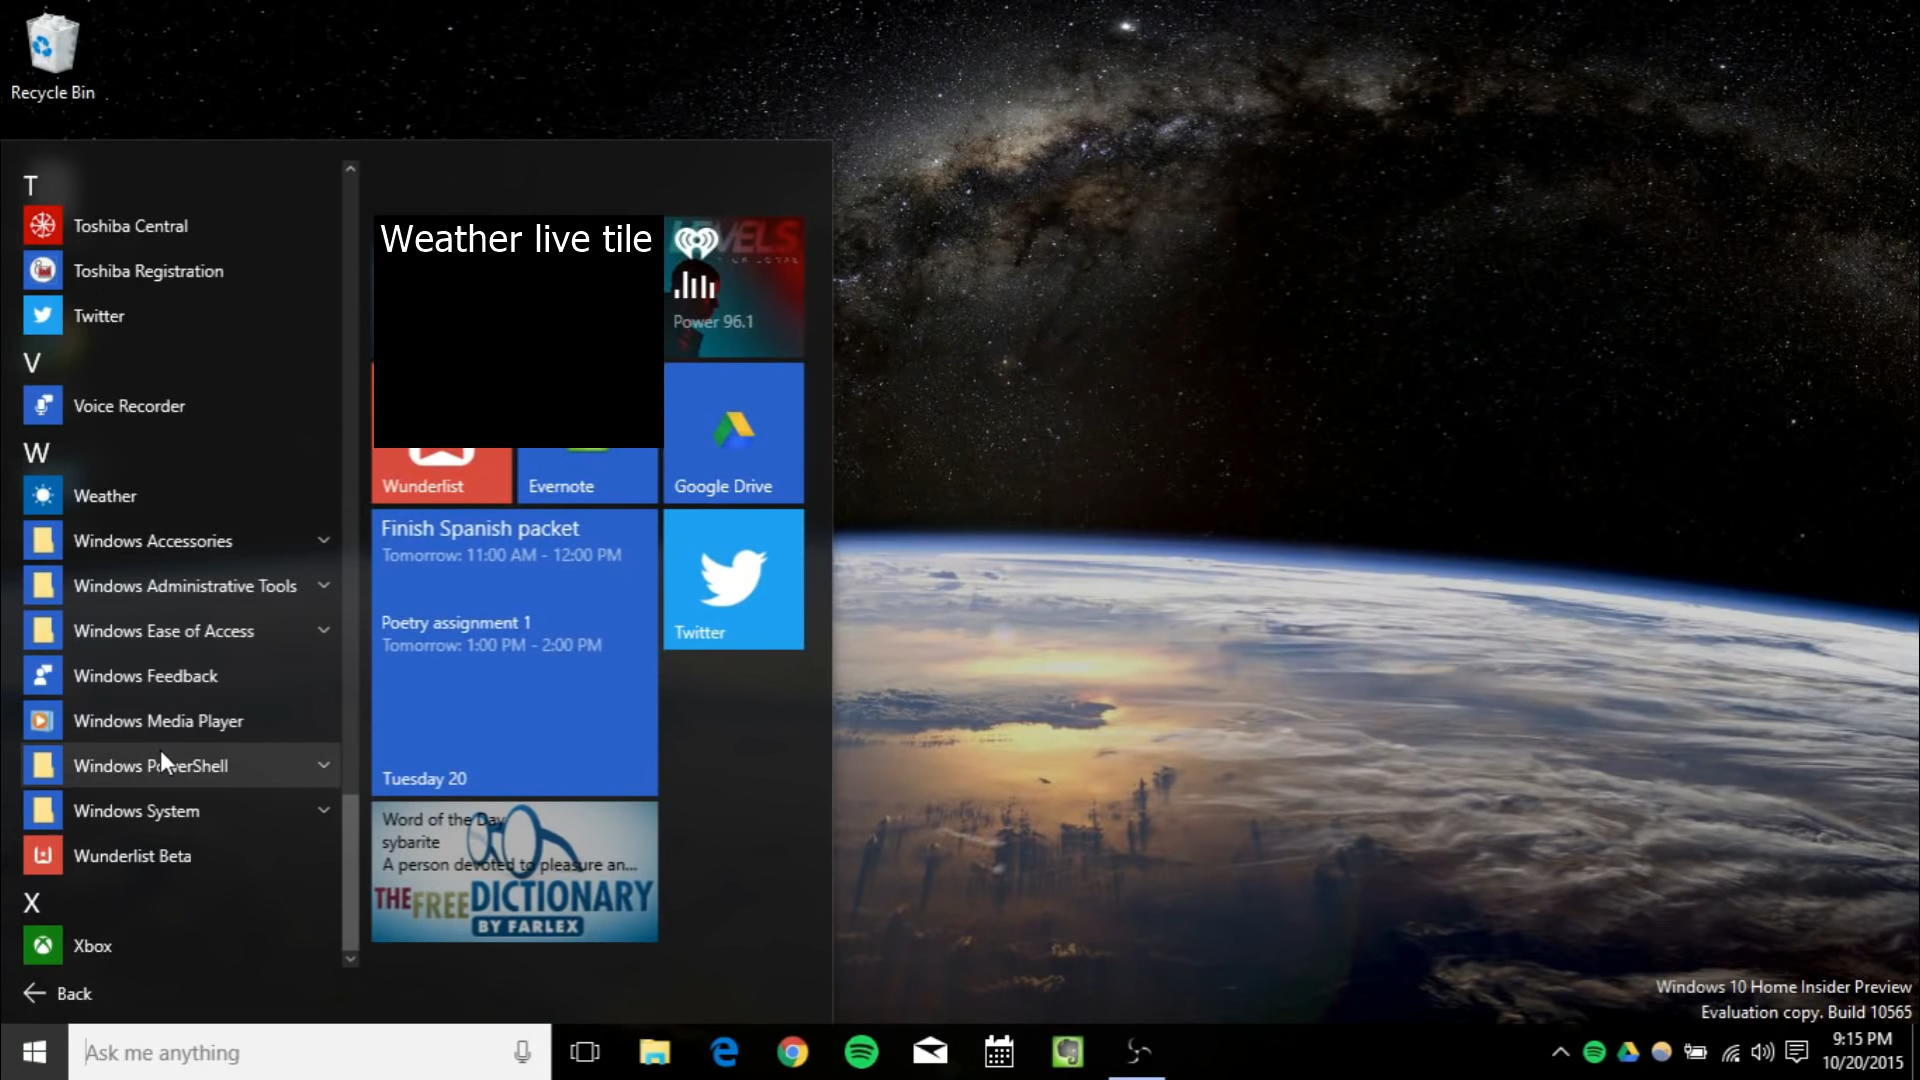 Recycle Bin
T
Toshiba Central
Toshiba Registration
Twitter
V
Voice Recorder
W
Weather
Windows Accessories
Windows Administrative Tools
Windows Ease of Access
Windows Feedback
Windows Media Player
Windows PowerShell
Windows System
Wunderlist Beta
X
Xbox
Back
Weather live tile
Power 96.1
Wunderlist
Evernote
Google Drive
Finish Spanish packet
Tomorrow: 11:00 AM - 12:00 PM
Poetry assignment 1
Tomorrow: 1:00 PM - 2:00 PM
Tuesday 20
Twitter
Word of the Day
sybarite
A person devoted to pleasure an...
THE FREE DICTIONARY
BY FARLEX
Windows 10 Home Insider Preview
Evaluation copy. Build 10565
Ask me anything
9:15 PM
10/20/2015